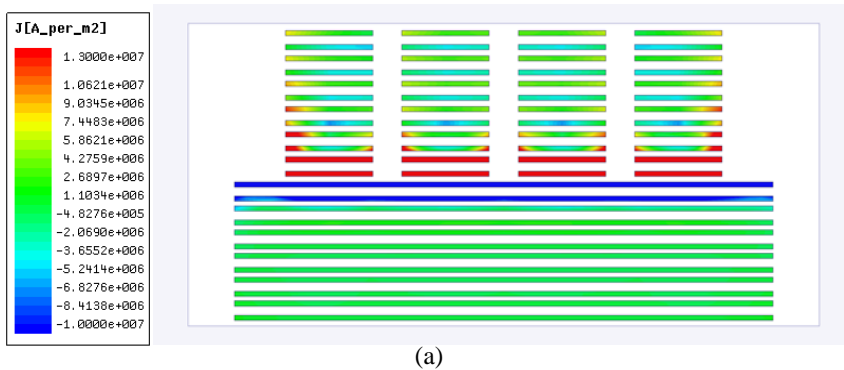 J[A_per_m2]
1.3000e+007
1.0621e+007
9.0345e+006
7.4483e+006
5.8621e+006
4.2759e+006
2.6897e+006
1.1034e+006
-4.8276e+005
-2.0690e+006
-3.6552e+006
-5.2414e+006
-6.8276e+006
-8.4138e+006
-1.0000e+007
(a)